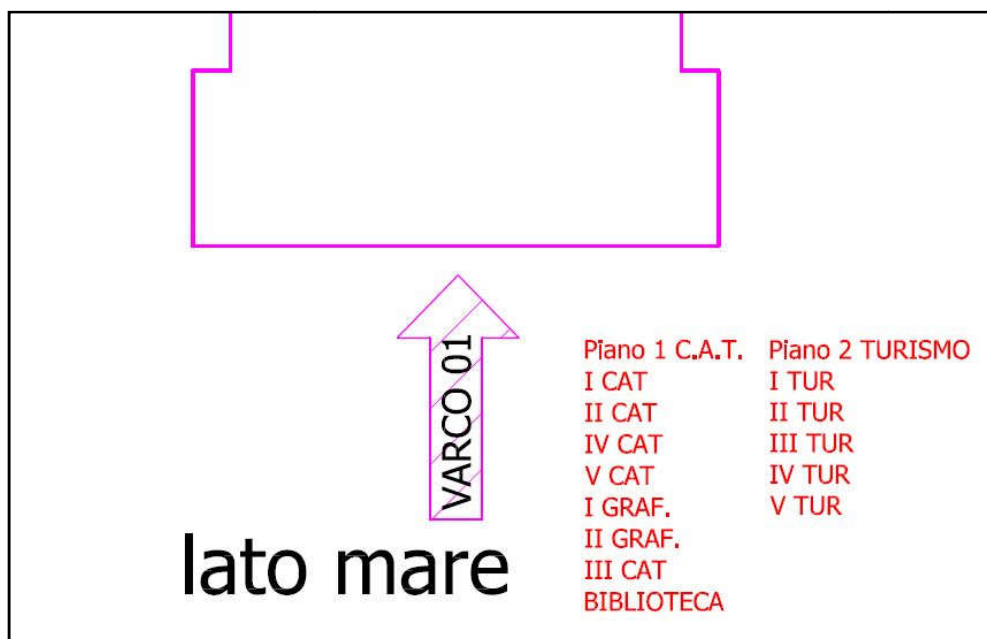 VARCO 01
lato mare
Piano 1 C.A.T.
I CAT
II CAT
IV CAT
V CAT
I GRAF.
II GRAF.
III CAT
BIBLIOTECA
Piano 2 TURISMO
I TUR
II TUR
III TUR
IV TUR
V TUR